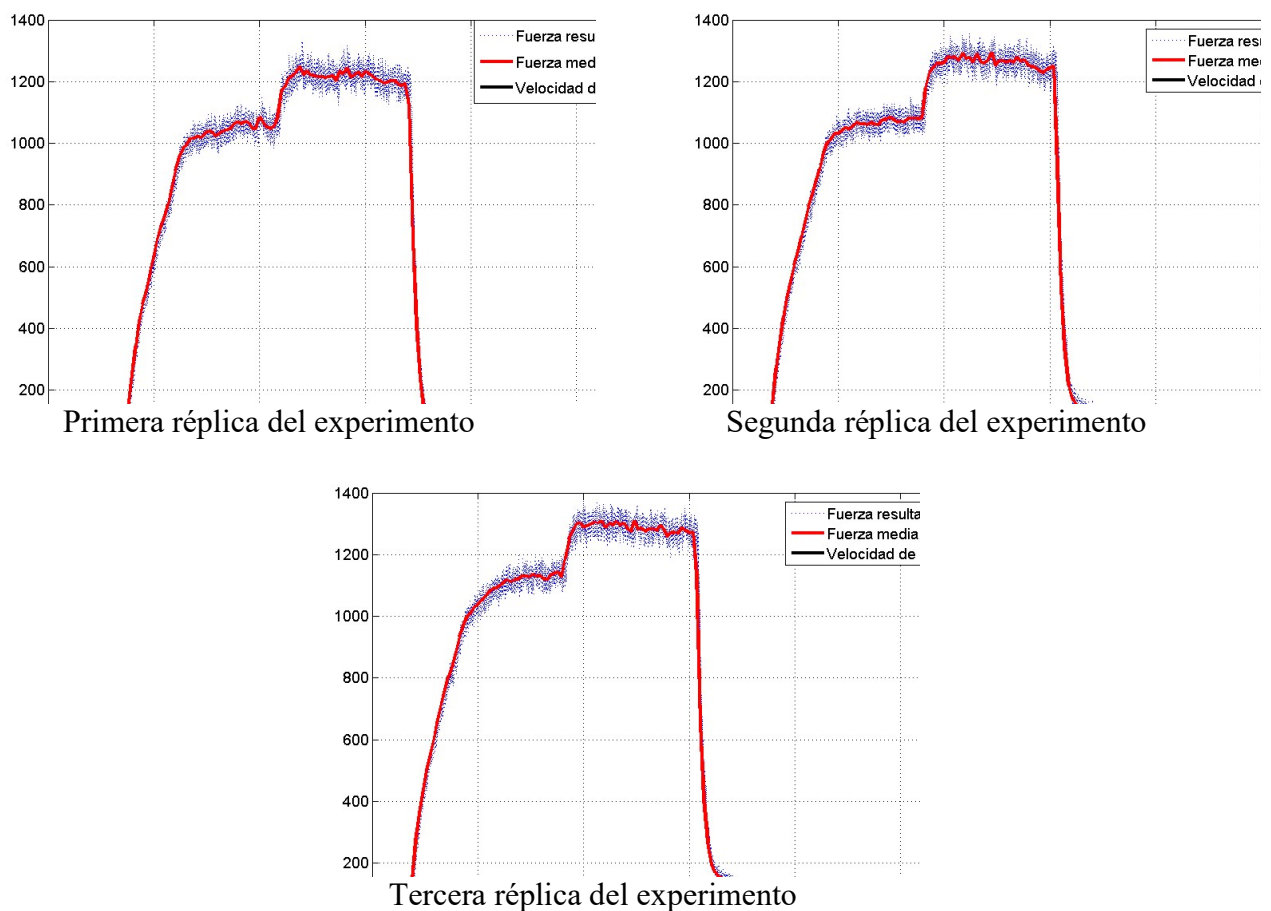 1400
1200
1000
800
600
400
200
Fuerza resu
Fuerza med
Velocidad d
Primera réplica del experimento
1400
1200
1000
800
600
400
200
Fuerza resu
Fuerza me
Velocidad
Segunda réplica del experimento
1400
1200
1000
800
600
400
200
Fuerza resulta
Fuerza media
Velocidad de
Tercera réplica del experimento